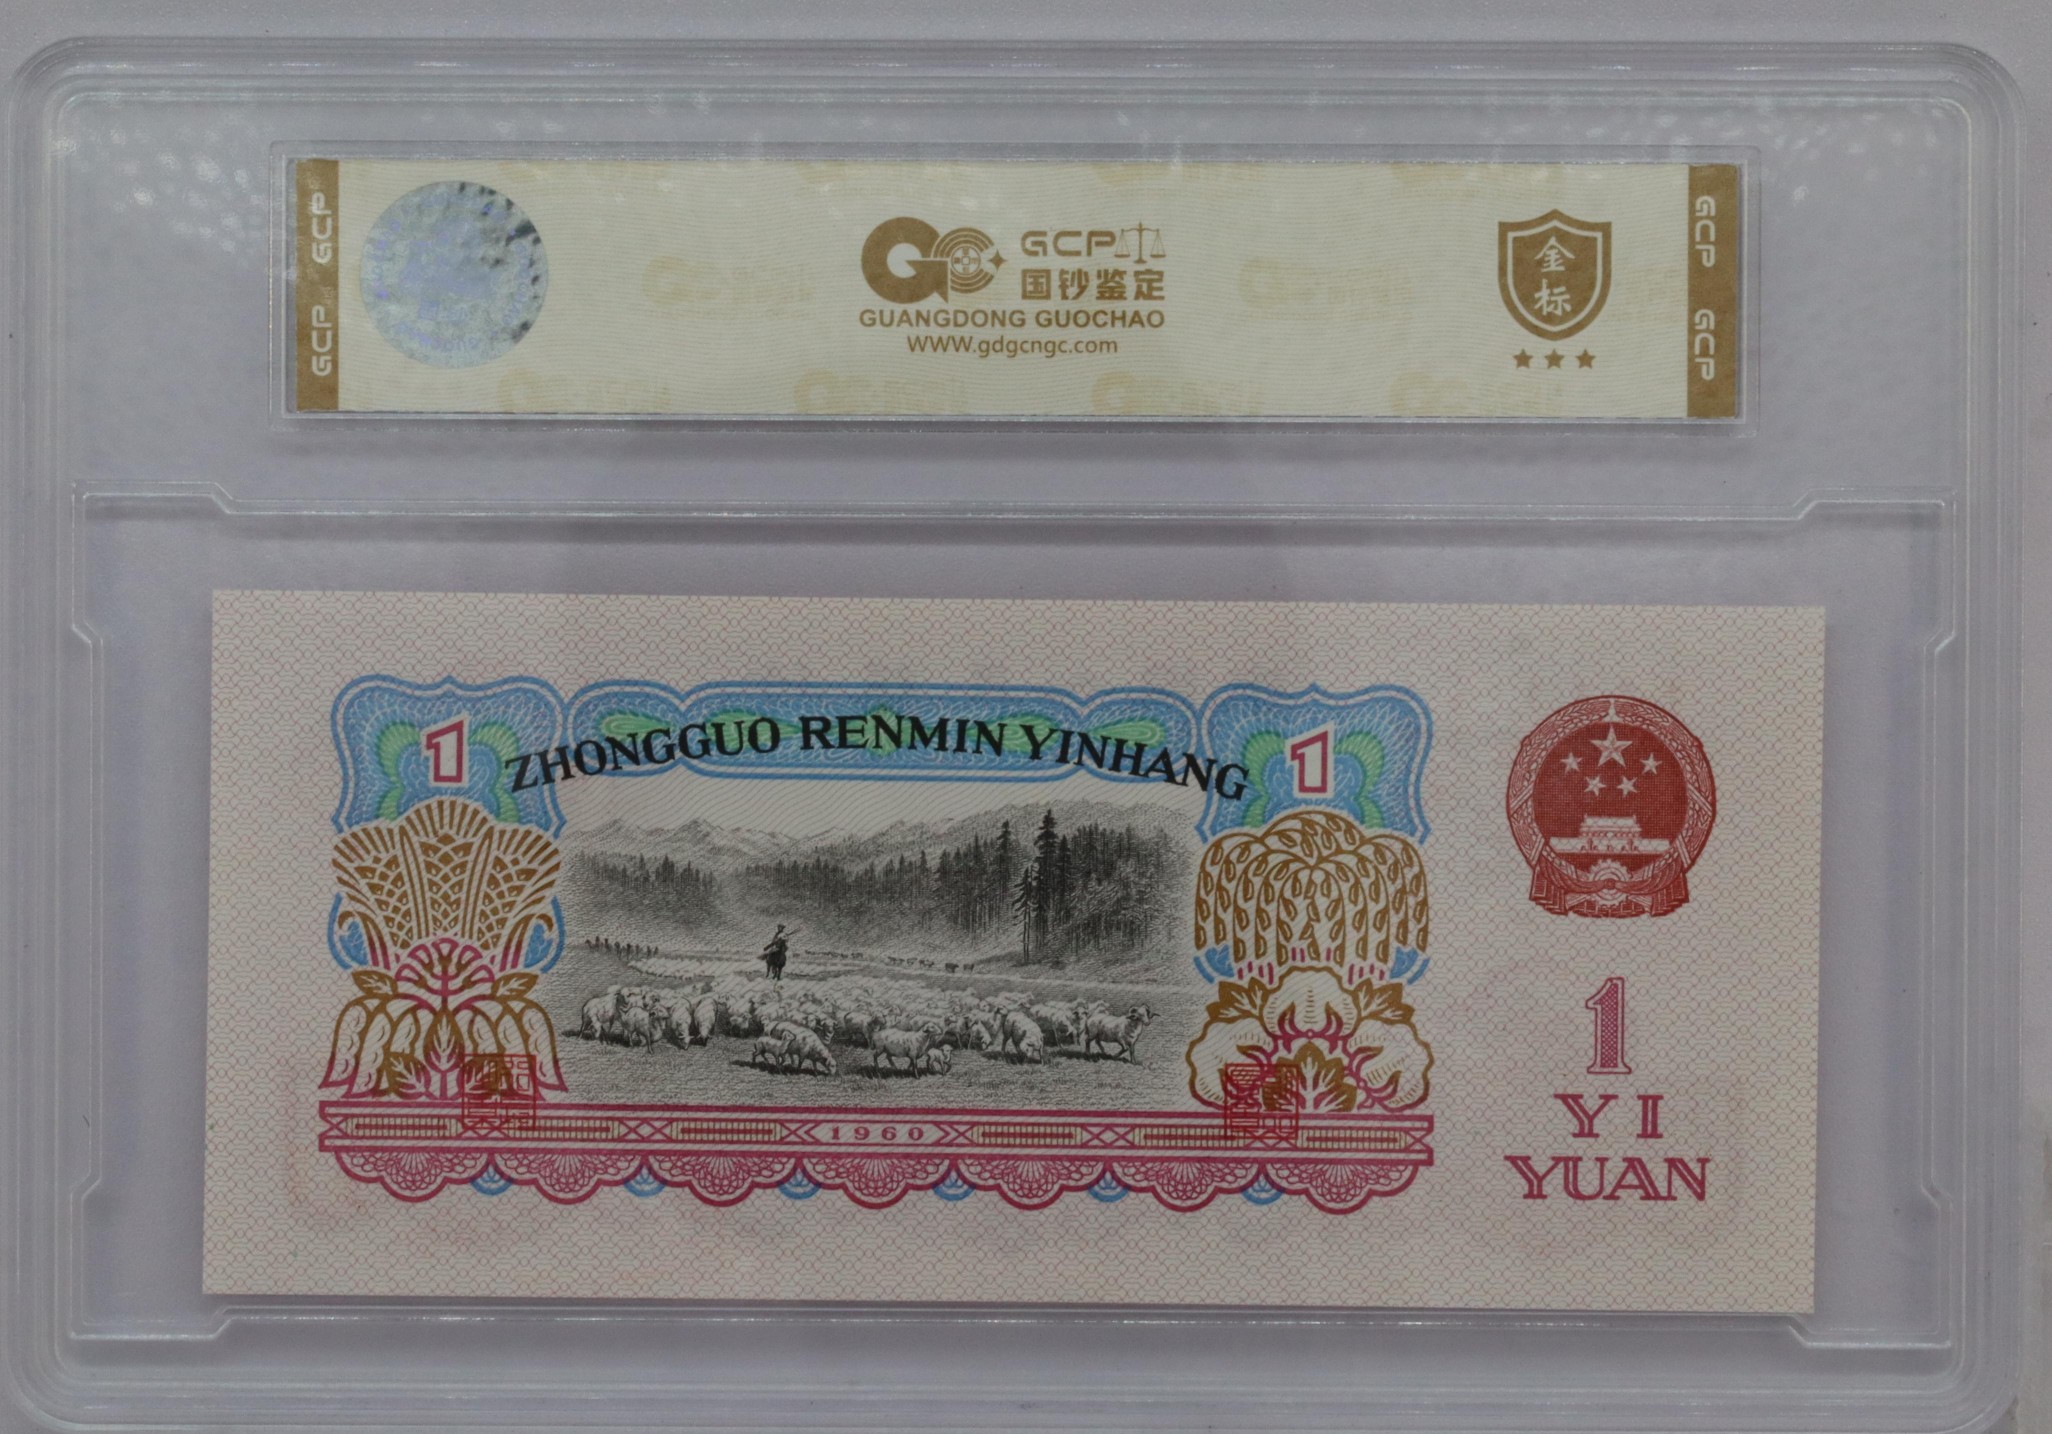 GCP GCP
GCP
国钞鉴定
GUANGDONG GUOCHAO
WWW.gdgcngc.com
金
标
GCP GCP
1
ZHONGGUO RENMIN YINHANG
1
1960
1
YI
YUAN